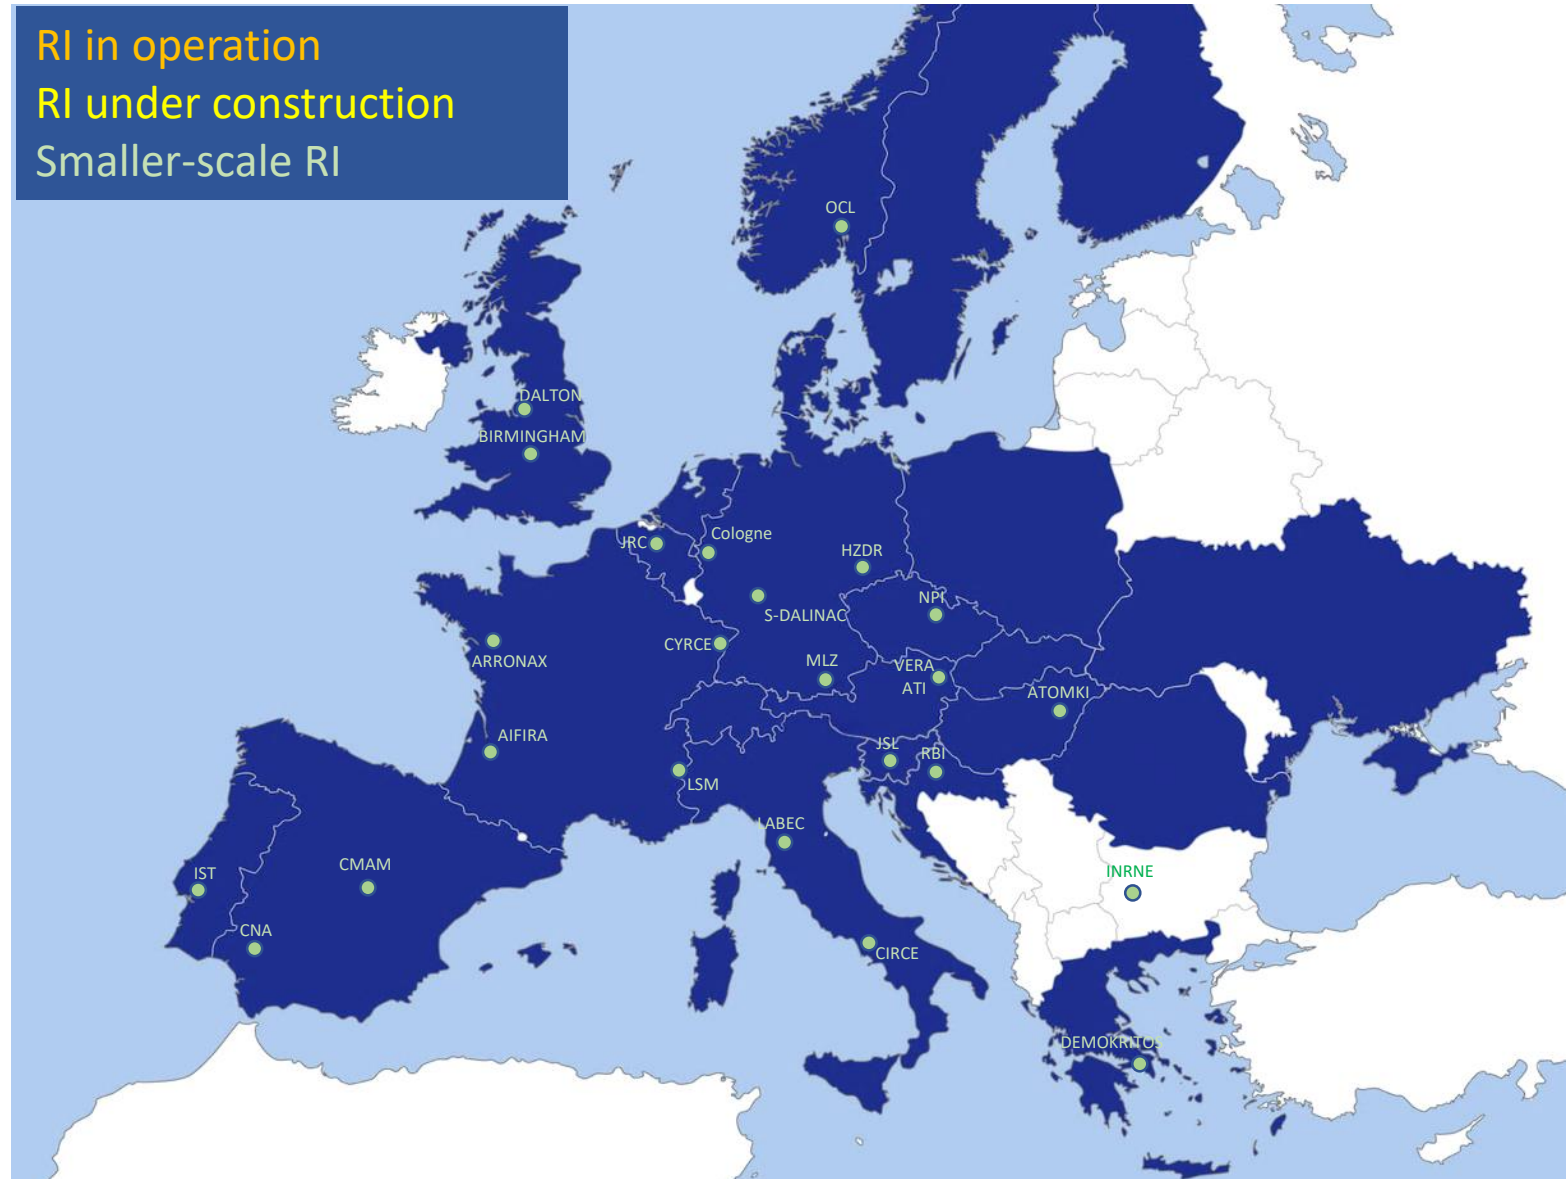 RI in operation
RI under construction
Smaller-scale RI
OCL
DALTON
BIRMINGHAM
JRC
Cologne
HZDR
NPI
S-DALINAC
CYRCE
ARRONAX
MLZ
VERA
ATI
ATOMKI
AIFIRA
JSL
RBI
LSM
LABEC
CMAM
IST
INRNE
CNA
CIRCE
DEMOKRITOS